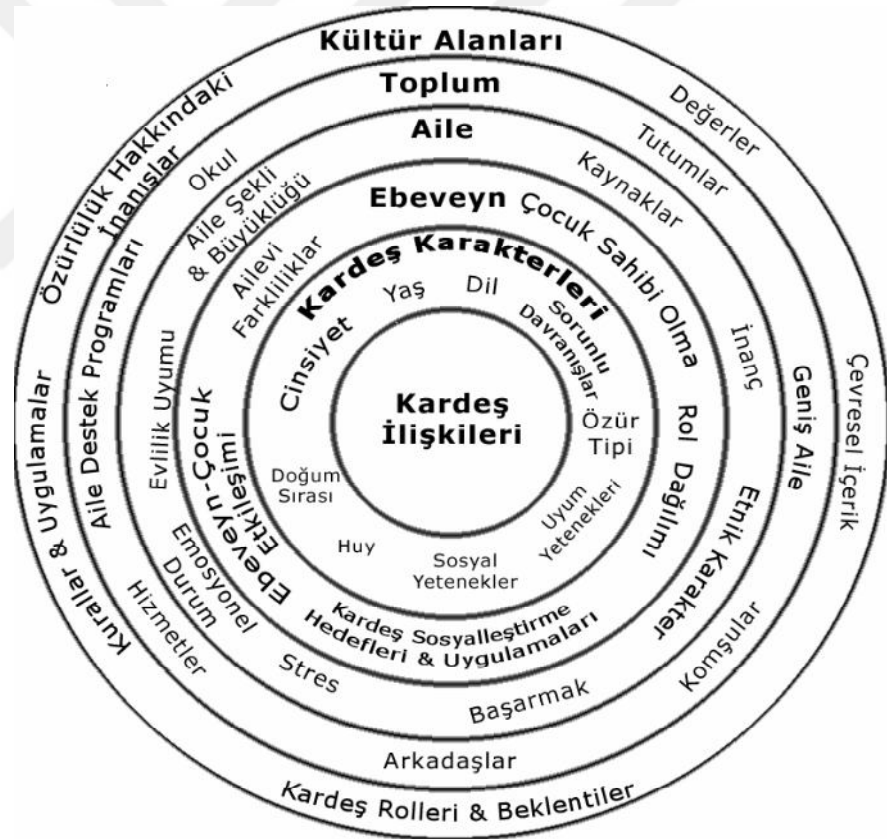 Kültür Alanları
Değerler
Çevresel İçerik
Kardeş Rolleri & Beklentiler
Kurallar & Uygulamalar
Özürlülük Hakkındaki
İnanışlar
Toplum
Tutumlar
Geniş Aile
Komşular
Arkadaşlar
Hizmetler
Aile Destek Programları
Okul
Aile
Kaynaklar
İnanç
Etnik Karakter
Başarmak
Stres
Emosyonel
Durum
Evlilik Uyumu
Aile Şekli
& Büyüklüğü
Ebeveyn
Çocuk Sahibi Olma
Rol Dağılımı
Kardeş Sosyalleştirme
Hedefleri & Uygulamaları
Ebeveyn-Çocuk
Etkileşimi
Ailevi
Farklılıklar
Kardeş Karakterleri
Cinsiyet
Yaş
Dil
Sorunlu
Davranışlar
Özür
Tipi
Uyum
Yetenekleri
Sosyal
Yetenekler
Huy
Doğum
Sırası
Kardeş
İlişkileri